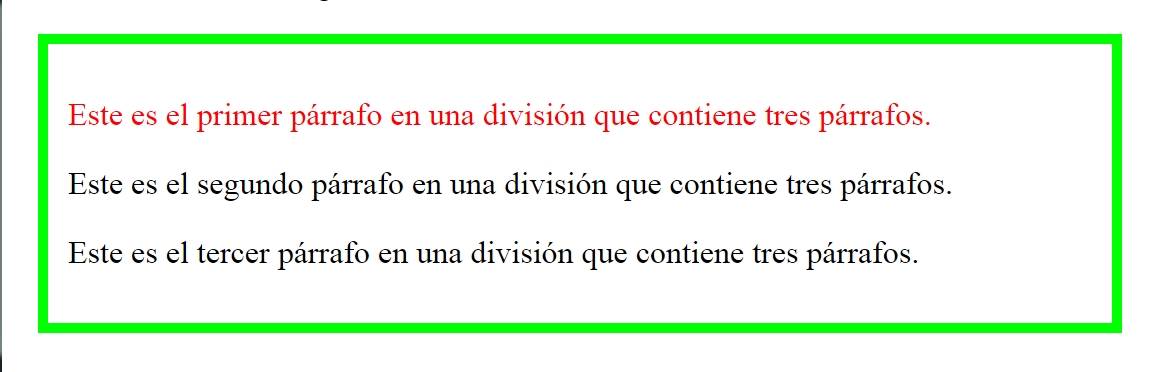 Este es el primer párrafo en una división que contiene tres párrafos.
Este es el segundo párrafo en una división que contiene tres párrafos.
Este es el tercer párrafo en una división que contiene tres párrafos.